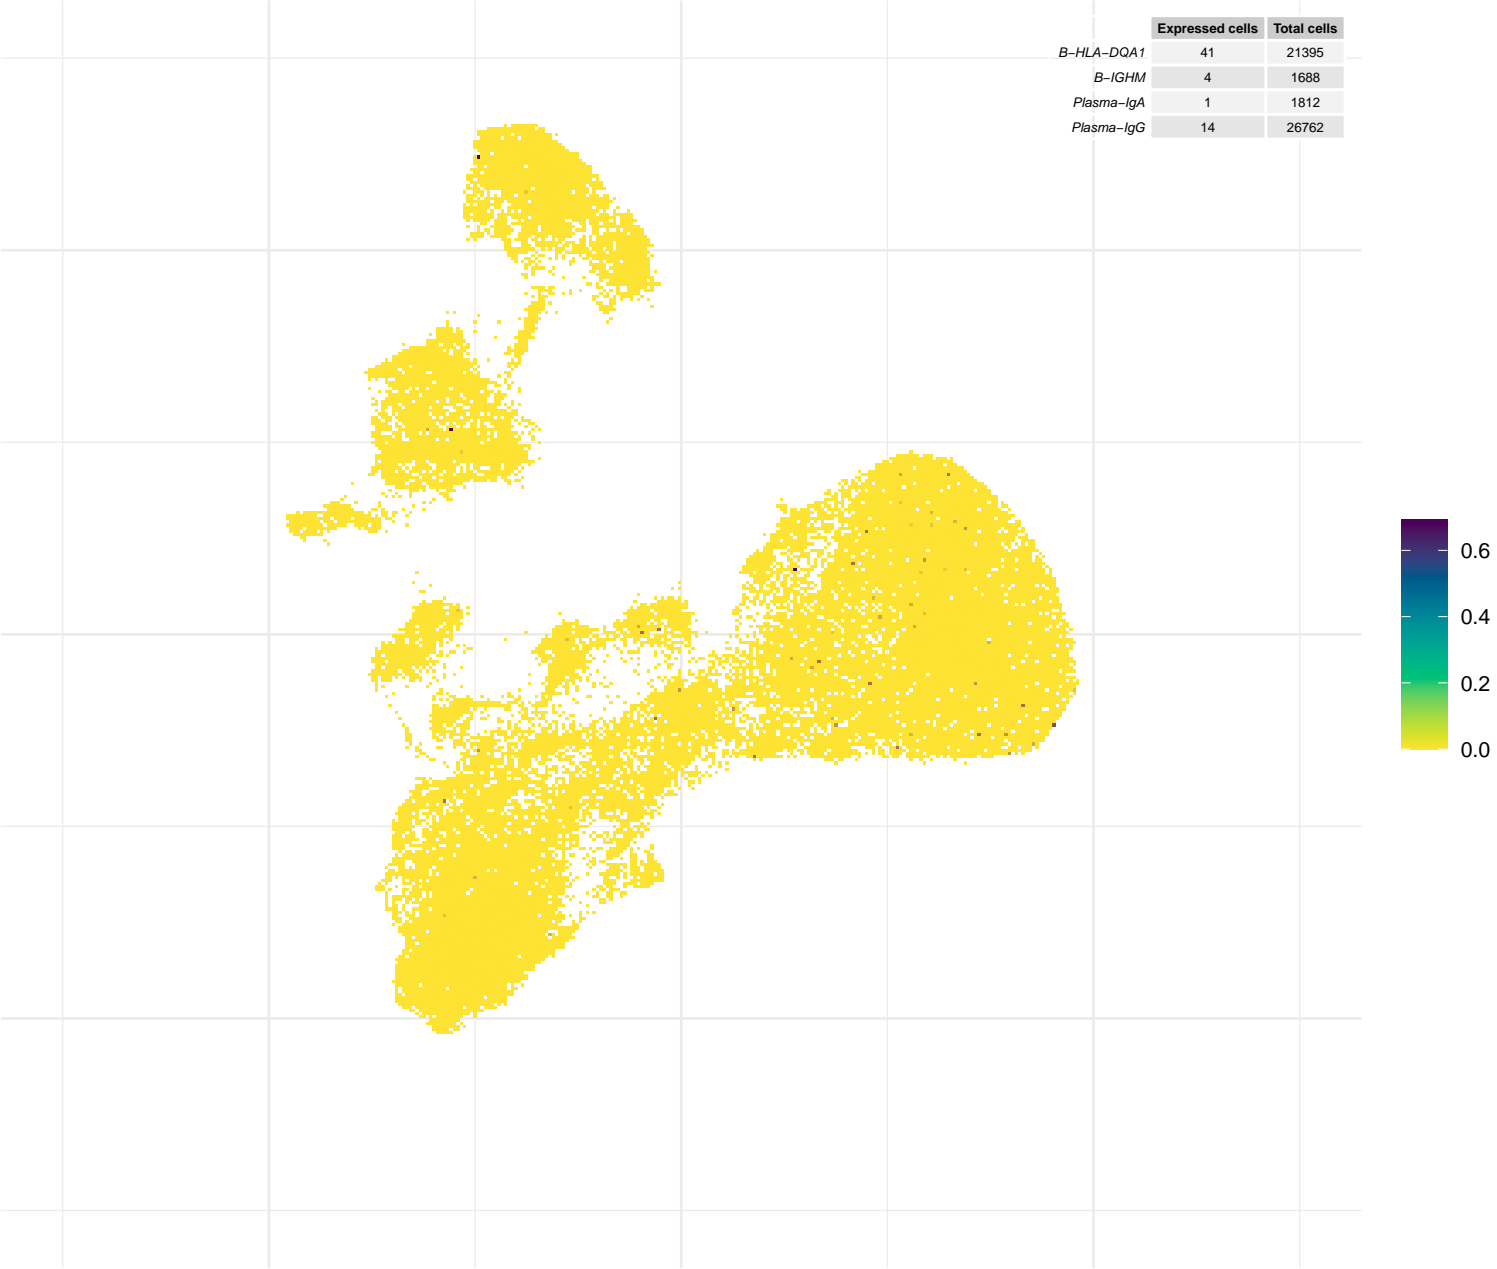 Expressed cells Total cells
B−HLA−DQA1 41 21395
B−IGHM 4 1688
Plasma−IgA 1 1812
Plasma−IgG 14 26762
0.6
0.4
0.2
0.0